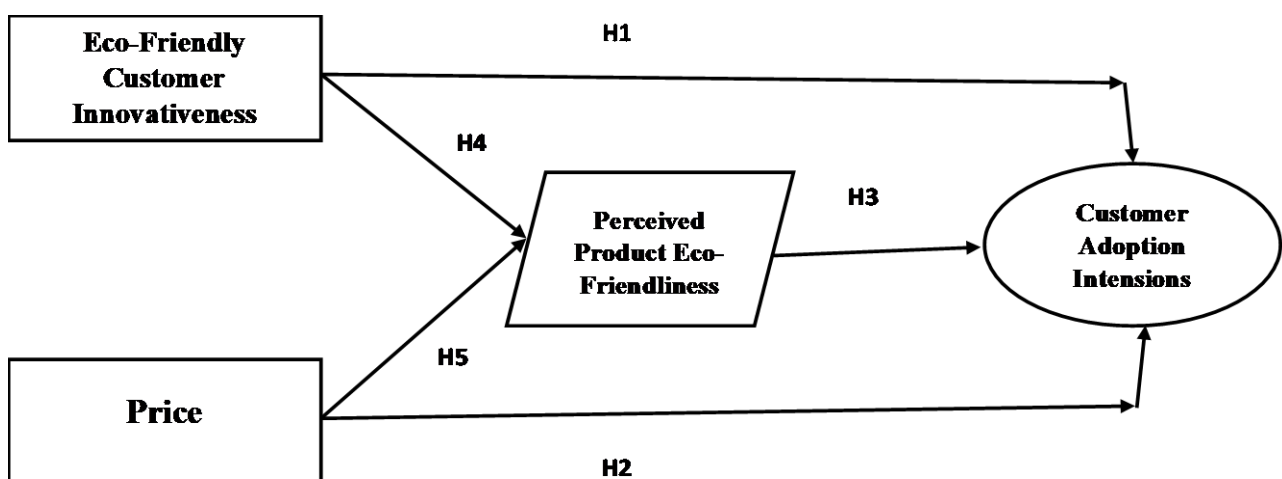 H1
Eco-Friendly
Customer
Innovativeness
H4
H3
Perceived
Product Eco-
Friendliness
Customer
Adoption
Intensions
H5
Price
H2